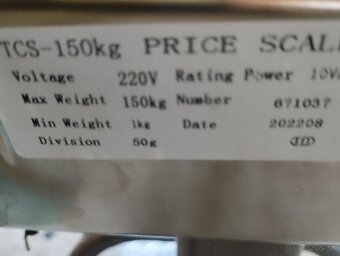 TCS-150kg PRICE SCAL
Voltage 220V Rating Power 10V
Max Weight 150kg Number 671037
Min Weight 1kg Date 202208
Division 50g